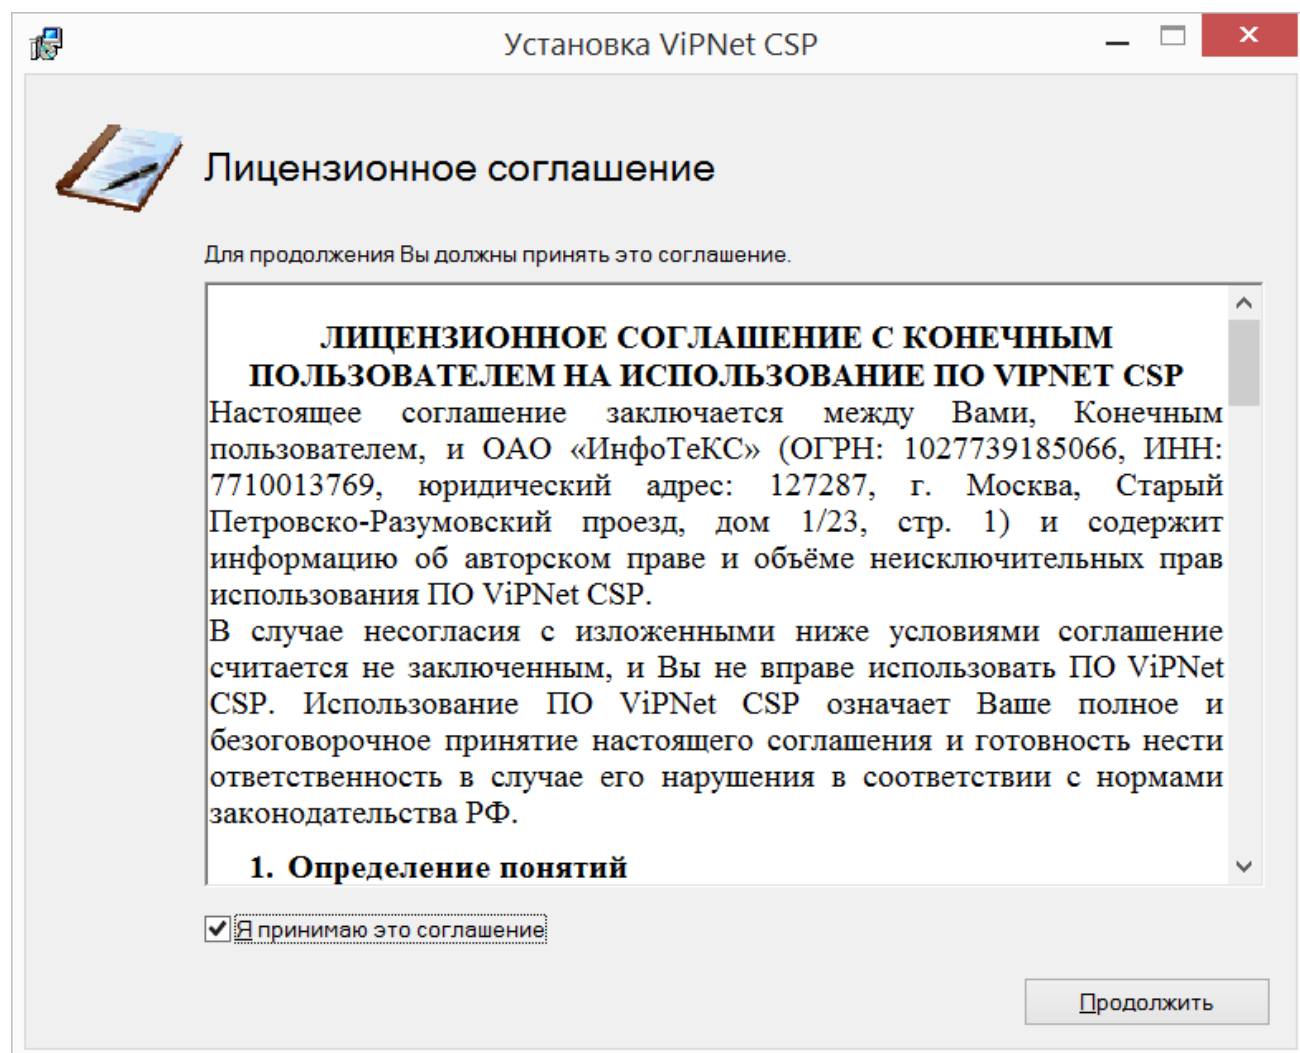 Установка ViPNet CSP
Лицензионное соглашение
Для продолжения Вы должны принять это соглашение.
ЛИЦЕНЗИОННОЕ СОГЛАШЕНИЕ С КОНЕЧНЫМ
ПОЛЬЗОВАТЕЛЕМ НА ИСПОЛЬЗОВАНИЕ ПО VIPNET CSP
Настоящее соглашение заключается между Вами, Конечным
пользователем, и ОАО «ИнфоТеКС» (ОГРН: 1027739185066, ИНН:
7710013769, юридический адрес: 127287, г. Москва, Старый
Петровско-Разумовский проезд, дом 1/23, стр. 1) и содержит
информацию об авторском праве и объёме неисключительных прав
использования ПО ViPNet CSP.
В случае несогласия с изложенными ниже условиями соглашение
считается не заключенным, и Вы не вправе использовать ПО ViPNet
CSP. Использование ПО ViPNet CSP означает Ваше полное и
безоговорочное принятие настоящего соглашения и готовность нести
ответственность в случае его нарушения в соответствии с нормами
законодательства РФ.
1. Определение понятий
Я принимаю это соглашение
Продолжить